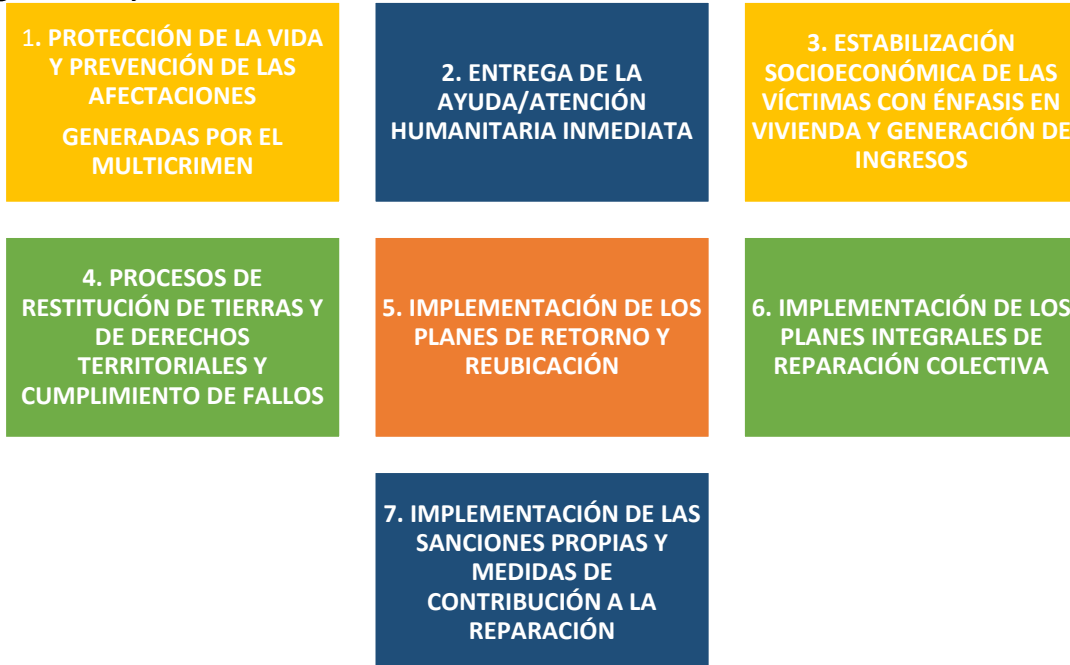 1. PROTECCIÓN DE LA VIDA
Y PREVENCIÓN DE LAS
AFECTACIONES
GENERADAS POR EL
MULTICRIMEN
2. ENTREGA DE LA
AYUDA/ATENCIÓN
HUMANITARIA INMEDIATA
3. ESTABILIZACIÓN
SOCIOECONÓMICA DE LAS
VÍCTIMAS CON ÉNFASIS EN
VIVIENDA Y GENERACIÓN DE
INGRESOS
4. PROCESOS DE
RESTITUCIÓN DE TIERRAS Y
DE DERECHOS
TERRITORIALES Y
CUMPLIMIENTO DE FALLOS
5. IMPLEMENTACIÓN DE LOS
PLANES DE RETORNO Y
REUBICACIÓN
6. IMPLEMENTACIÓN DE LOS
PLANES INTEGRALES DE
REPARACIÓN COLECTIVA
7. IMPLEMENTACIÓN DE LAS
SANCIONES PROPIAS Y
MEDIDAS DE
CONTRIBUCIÓN A LA
REPARACIÓN